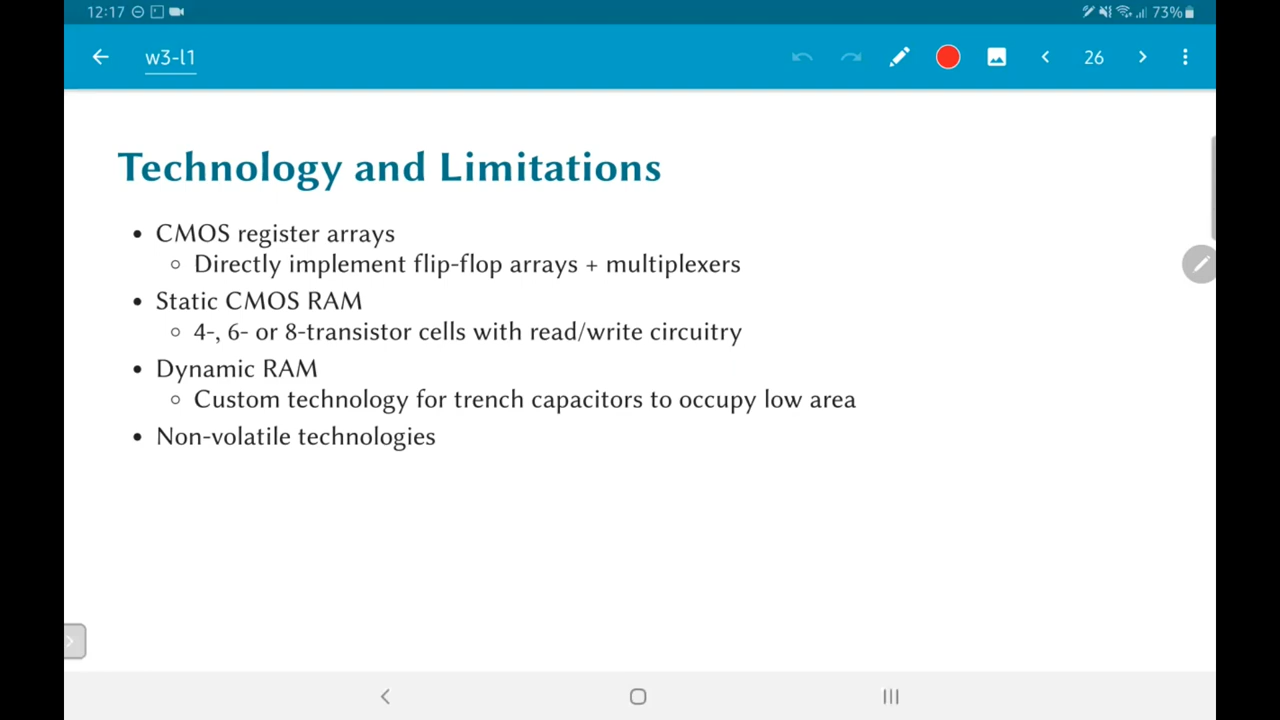 12:17
73%
w3-l1
26
Technology and Limitations
• CMOS register arrays
◦ Directly implement flip-flop arrays + multiplexers
• Static CMOS RAM
◦ 4-, 6- or 8-transistor cells with read/write circuitry
• Dynamic RAM
◦ Custom technology for trench capacitors to occupy low area
• Non-volatile technologies